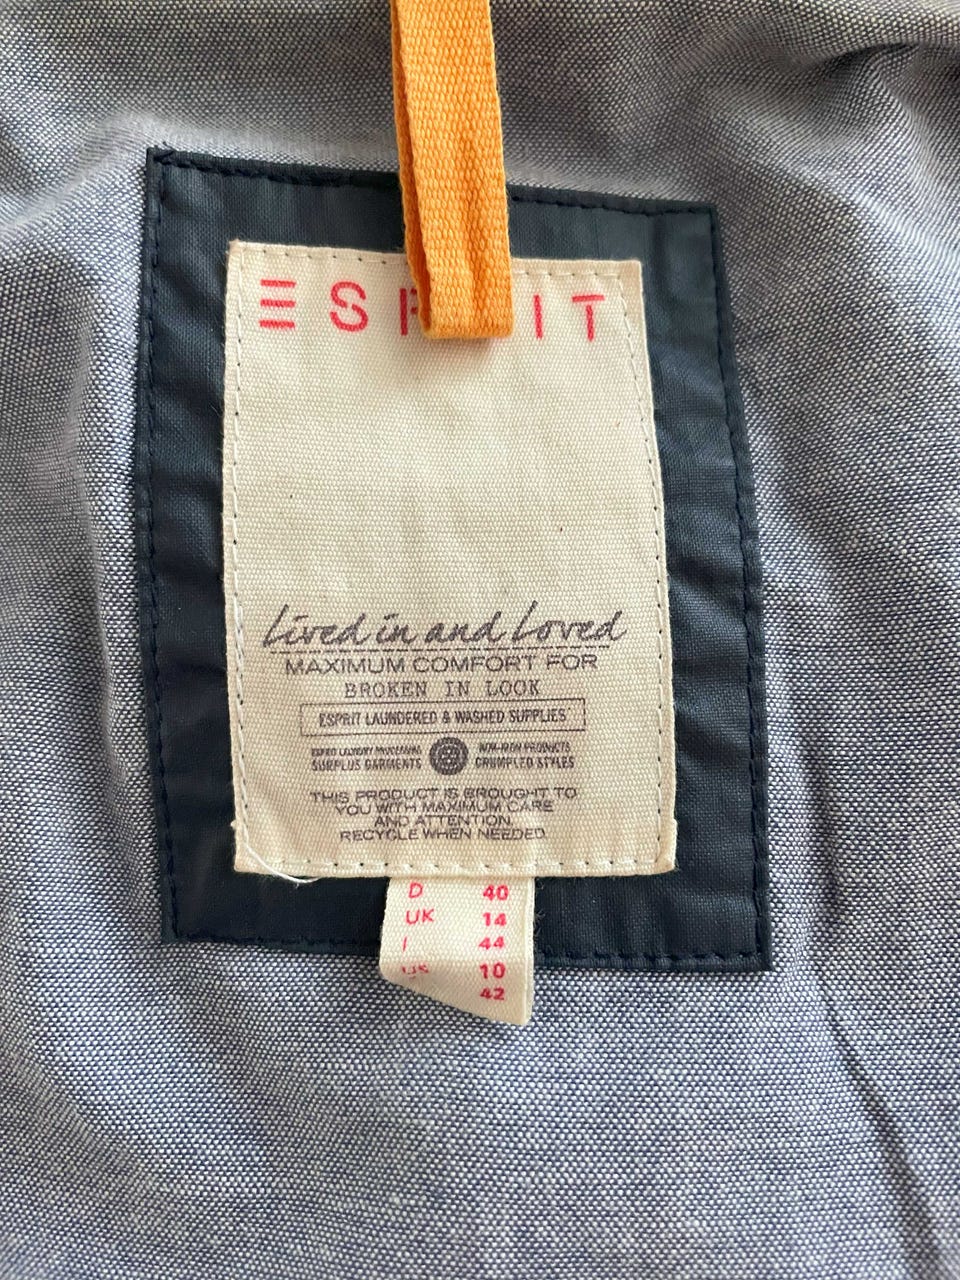 ESPRIT
Lived in and Loved
MAXIMUM COMFORT FOR
BROKEN IN LOOK
ESPRIT LAUNDERED & WASHED SUPPLIES
ESPRIT LAUNDRY PROCESSING
SURPLUS GARMENTS
NON-IRON PRODUCTS
CRUMPLED STYLES
THIS PRODUCT IS BROUGHT TO
YOU WITH MAXIMUM CARE
AND ATTENTION.
RECYCLE WHEN NEEDED
D 40
UK 14
I 44
US 10
42